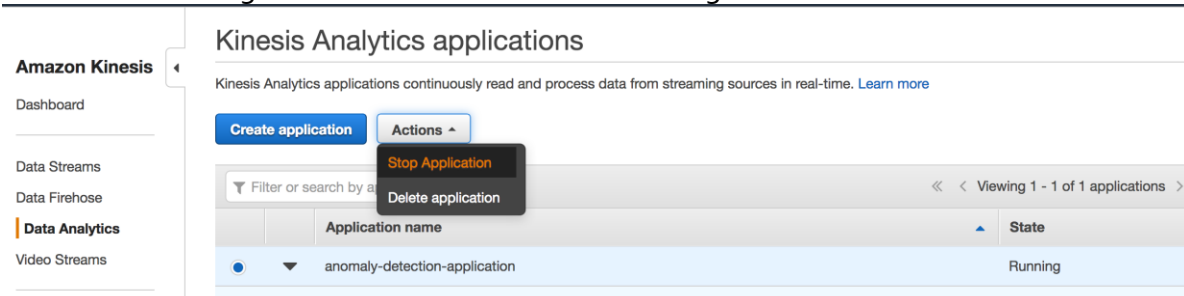 Kinesis Analytics applications
Amazon Kinesis
Kinesis Analytics applications continuously read and process data from streaming sources in real-time. Learn more
Dashboard
Create application
Actions
Stop Application
Delete application
Data Streams
Data Firehose
Data Analytics
Video Streams
Filter or search by a
Viewing 1 - 1 of 1 applications
Application name
State
anomaly-detection-application
Running